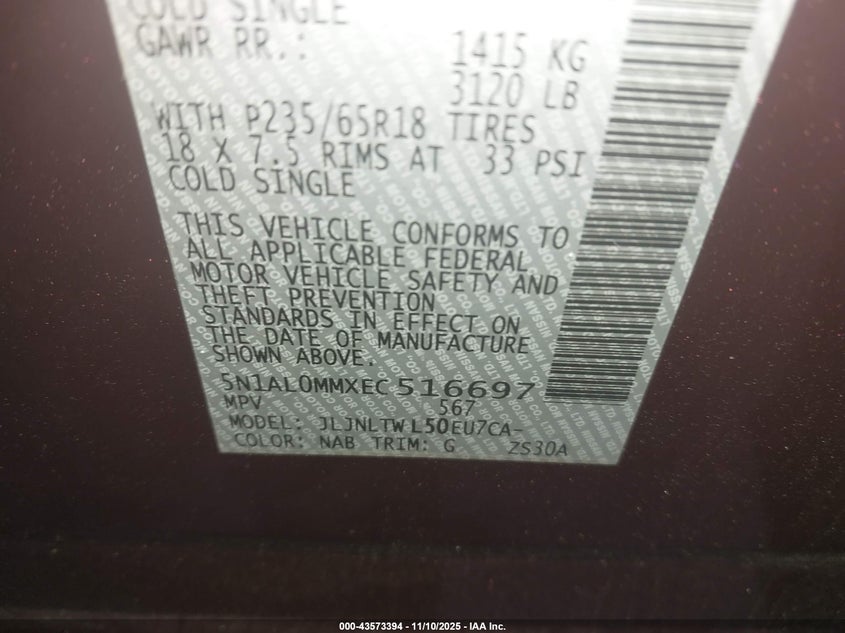 COLD SINGLE
GAWR RR.: 1415 KG
3120 LB
WITH P235/65R18 TIRES
18 X 7.5 RIMS AT 33 PSI
COLD SINGLE
THIS VEHICLE CONFORMS TO
ALL APPLICABLE FEDERAL
MOTOR VEHICLE SAFETY AND
THEFT PREVENTION
STANDARDS IN EFFECT ON
THE DATE OF MANUFACTURE
SHOWN ABOVE.
5N1AL0MMXEC516697
MPV 567
MODEL: JLJNLTWL50EU7CA-
COLOR: NAB TRIM: G ZS30A
000-43573394 - 11/10/2025 - IAA Inc.